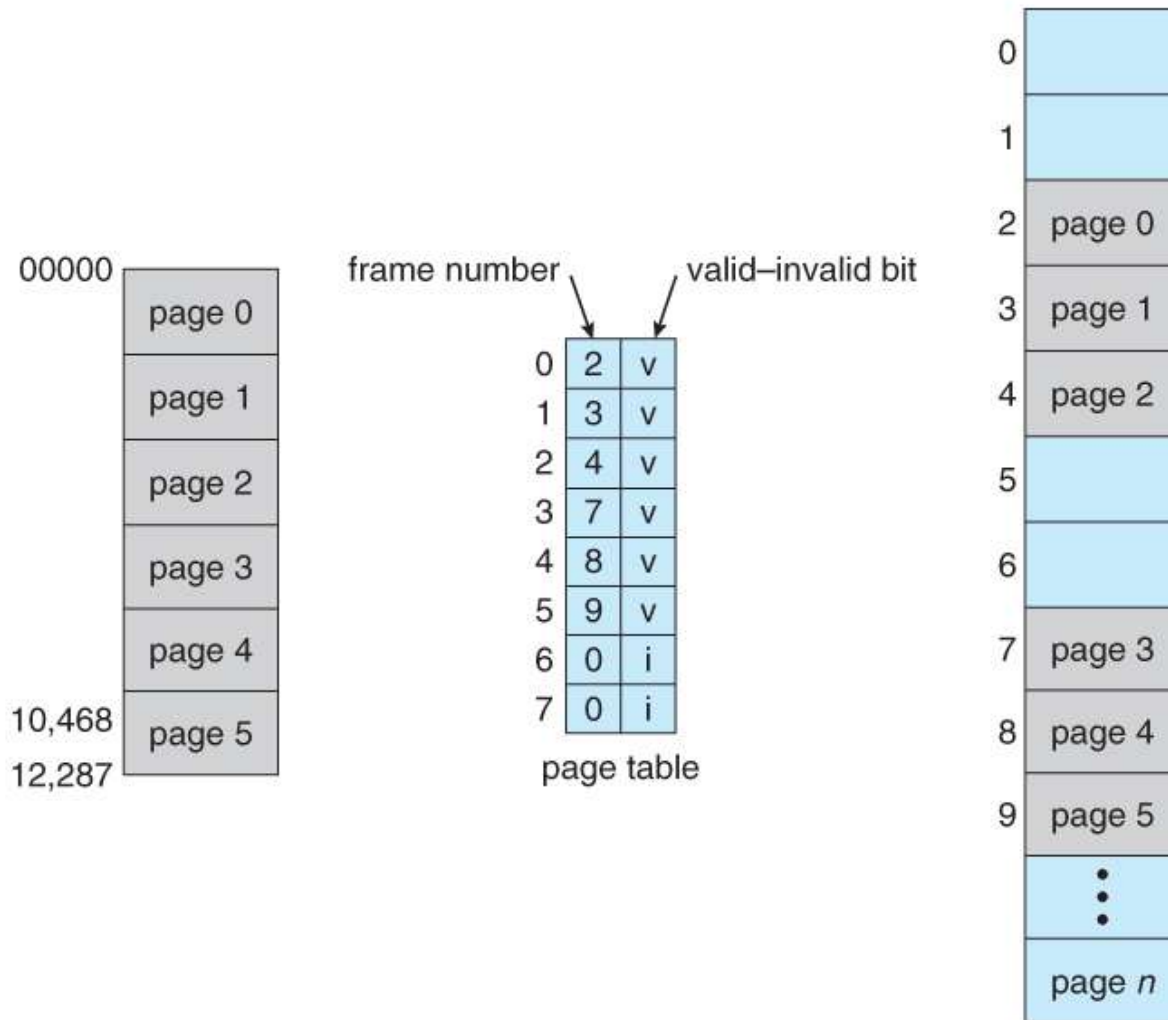 00000
page 0
page 1
page 2
page 3
page 4
10,468
page 5
12,287
frame number
valid–invalid bit
0 2 v
1 3 v
2 4 v
3 7 v
4 8 v
5 9 v
6 0 i
7 0 i
page table
0
1
2 page 0
3 page 1
4 page 2
5
6
7 page 3
8 page 4
9 page 5
page n